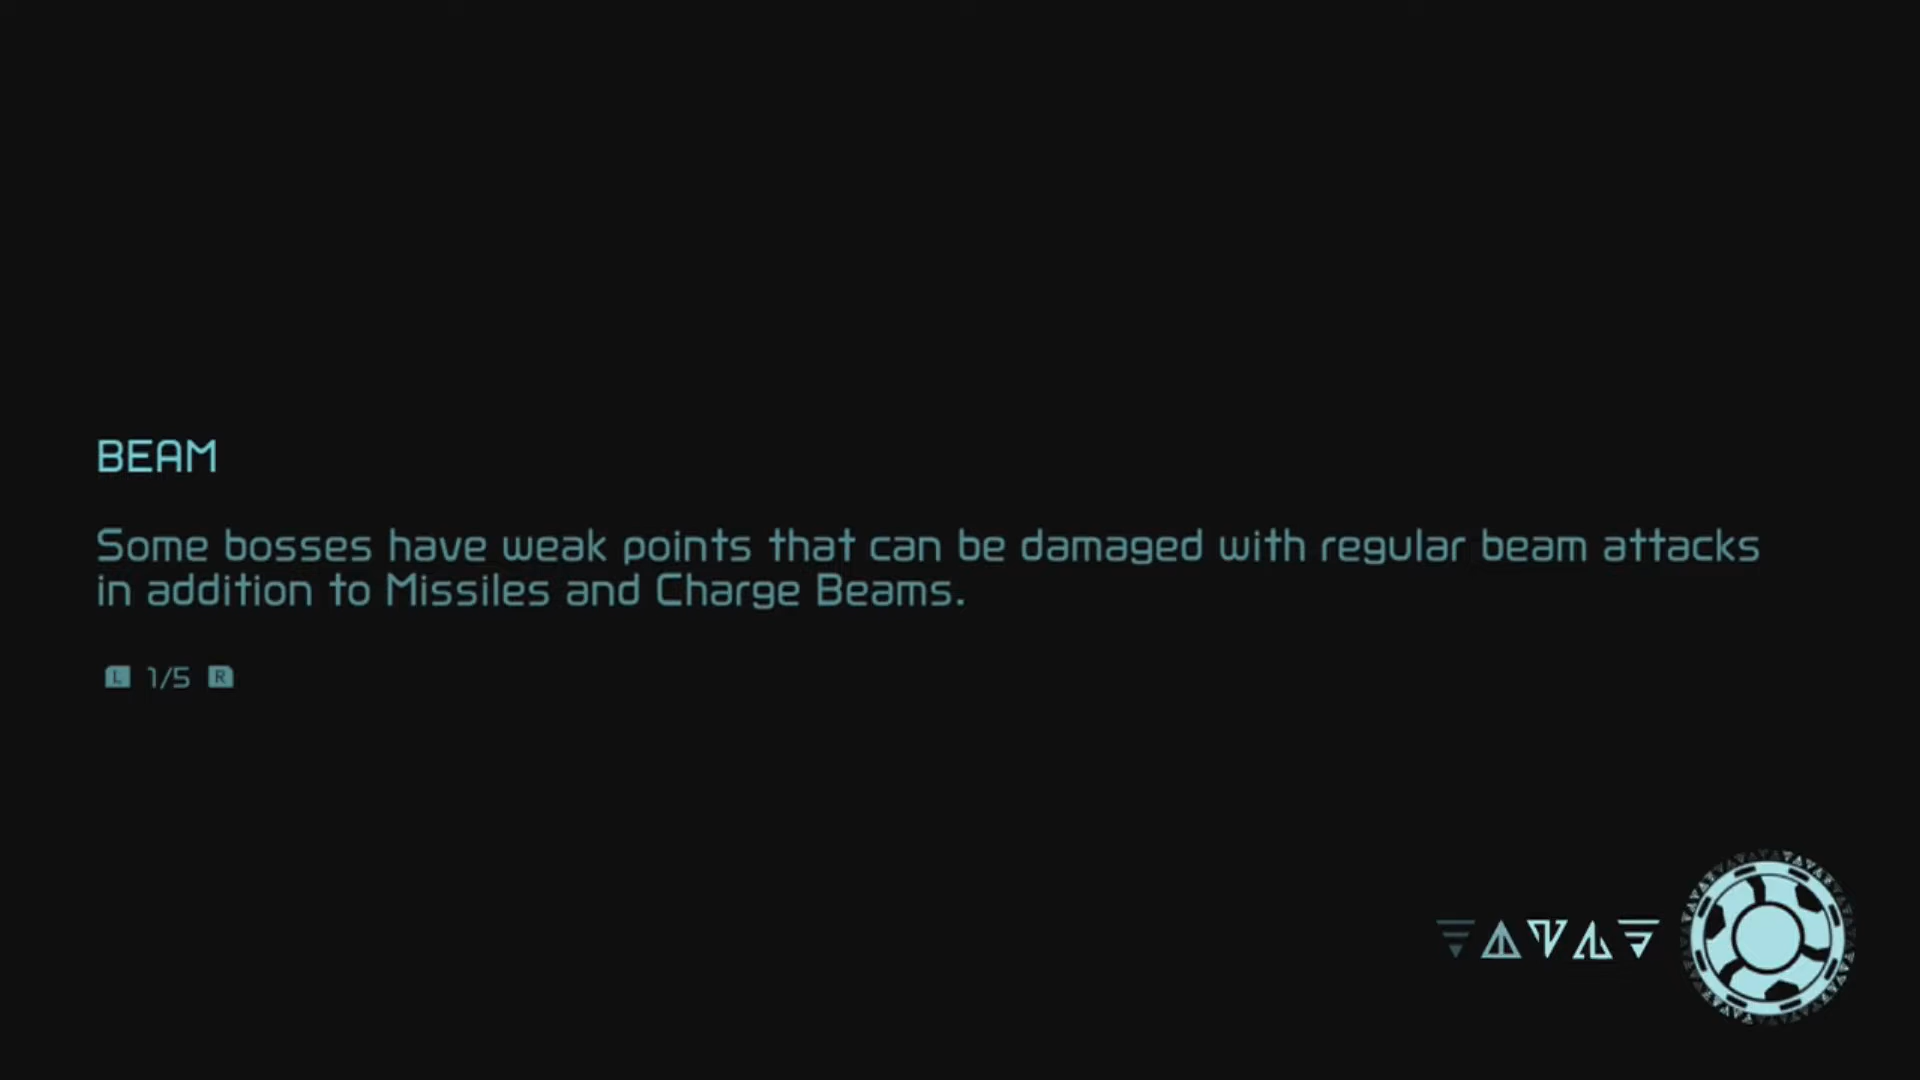 BEAM
Some bosses have weak points that can be damaged with regular beam attacks
in addition to Missiles and Charge Beams.
L 1/5 R